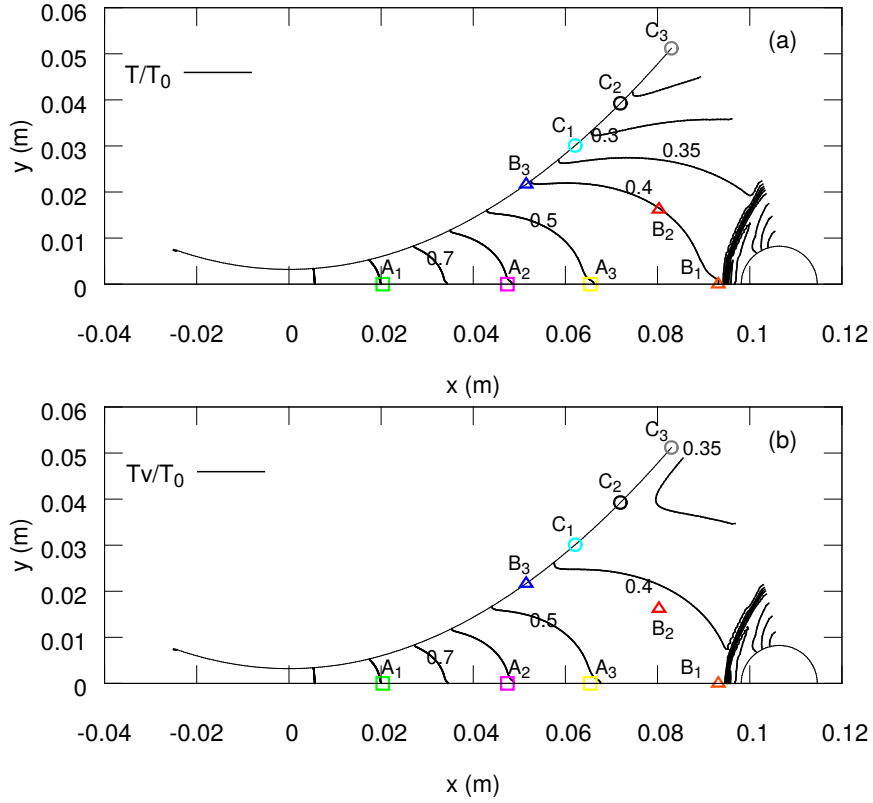 0.06
0.05
0.04
0.03
0.02
0.01
0
y (m)
T/T0
(a)
C3
C2
C1
B3
0.3
0.35
0.4
0.5
0.7
B2
A1
A2
A3
B1
-0.04
-0.02
0
0.02
0.04
0.06
0.08
0.1
0.12
x (m)
0.06
0.05
0.04
0.03
0.02
0.01
0
y (m)
Tv/T0
(b)
C3
0.35
C2
C1
B3
0.4
0.5
0.7
B2
A1
A2
A3
B1
-0.04
-0.02
0
0.02
0.04
0.06
0.08
0.1
0.12
x (m)